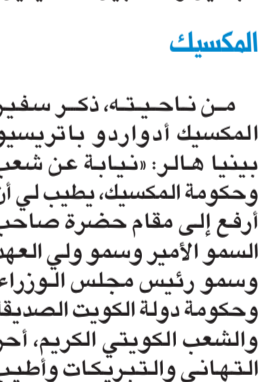 المكسيك
من ناحيته، ذكر سفير
المكسيك أدواردو باتريسيو
بينيا هالر: «نيابة عن شعب
وحكومة المكسيك، يطيب لي أن
أرفع إلى مقام حضرة صاحب
السمو الأمير وسمو ولي العهد
وسمو رئيس مجلس الوزراء
وحكومة دولة الكويت الصديقة
والشعب الكويتي الكريم، أحر
التهاني والتبريكات وأطيب